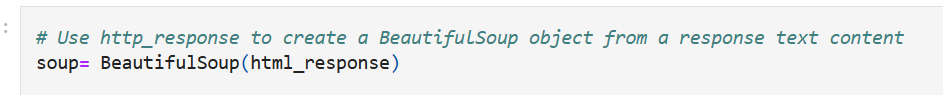 :
# Use http_response to create a BeautifulSoup object from a response text content
soup= BeautifulSoup(html_response)